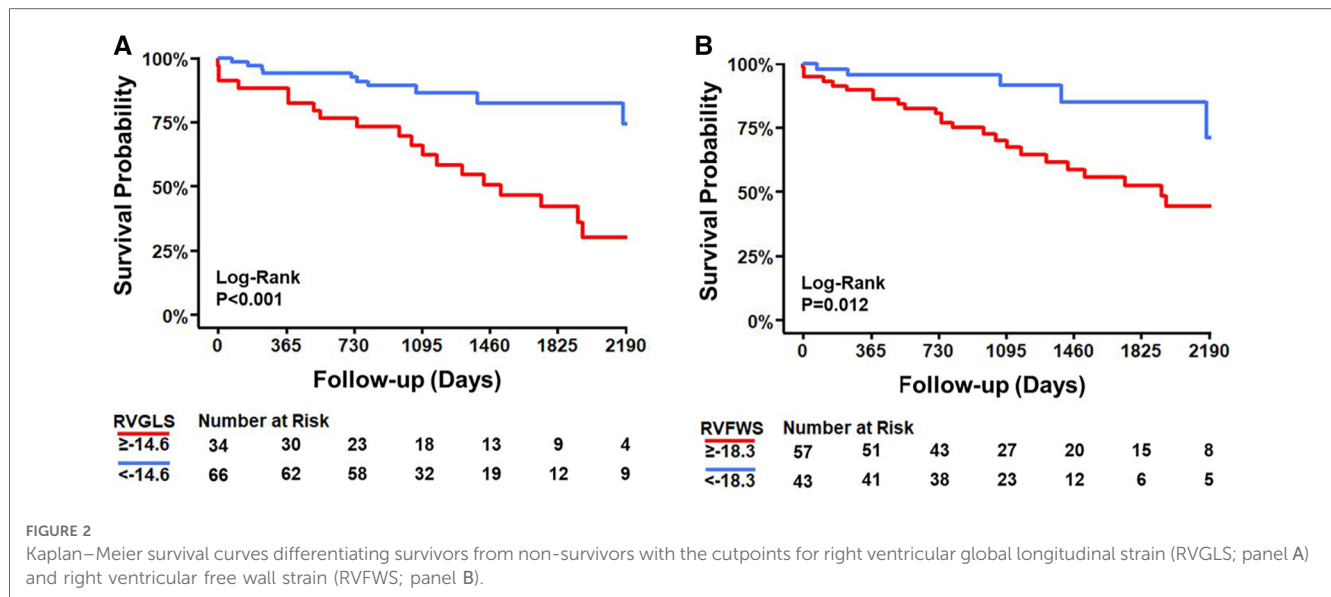 A
Survival Probability
100%
75%
50%
25%
0%
Log-Rank
P<0.001
0 365 730 1095 1460 1825 2190
Follow-up (Days)
RVGLS Number at Risk
≥-14.6 34 30 23 18 13 9 4
<-14.6 66 62 58 32 19 12 9
B
Survival Probability
100%
75%
50%
25%
0%
Log-Rank
P=0.012
0 365 730 1095 1460 1825 2190
Follow-up (Days)
RVFWS Number at Risk
≥-18.3 57 51 43 27 20 15 8
<-18.3 43 41 38 23 12 6 5
FIGURE 2
Kaplan–Meier survival curves differentiating survivors from non-survivors with the cutpoints for right ventricular global longitudinal strain (RVGLS; panel A)
and right ventricular free wall strain (RVFWS; panel B).